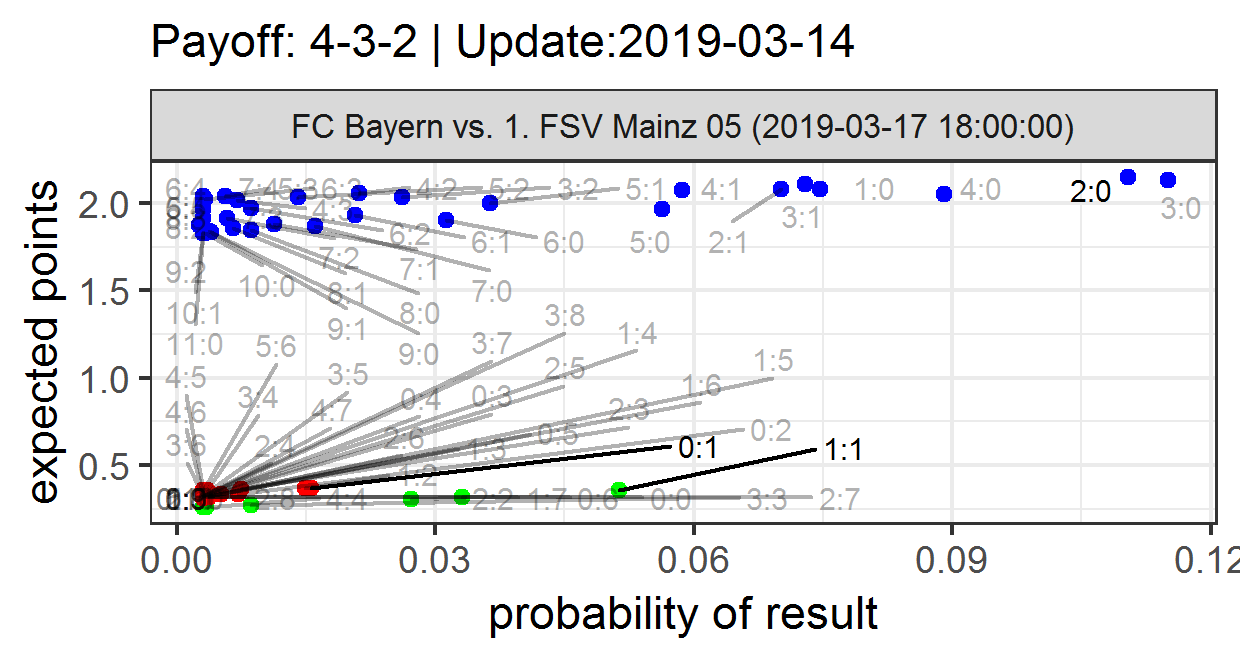 Payoff: 4-3-2 | Update:2019-03-14
FC Bayern vs. 1. FSV Mainz 05 (2019-03-17 18:00:00)
expected points
2.0
1.5
1.0
0.5
6:4 7:4 5:3 6:3 4:2 5:2 3:2 5:1 4:1 1:0 4:0 2:0 3:0
4:3 3:1
6:2 6:1 6:0 5:0 2:1
9:2 7:2 7:1
10:0 8:1 7:0
10:1 9:1 8:0 3:8
11:0 5:6 9:0 3:7 1:4
4:5 3:5 2:5 1:6 1:5
4:6 3:4 4:7 0:4 0:3 2:3
3:6 2:4 2:6 1:3 0:5 0:1 0:2 1:1
1:2
2:8 4:4 2:2 1:7 0:6 0:0 3:3 2:7
0.00 0.03 0.06 0.09 0.12
probability of result